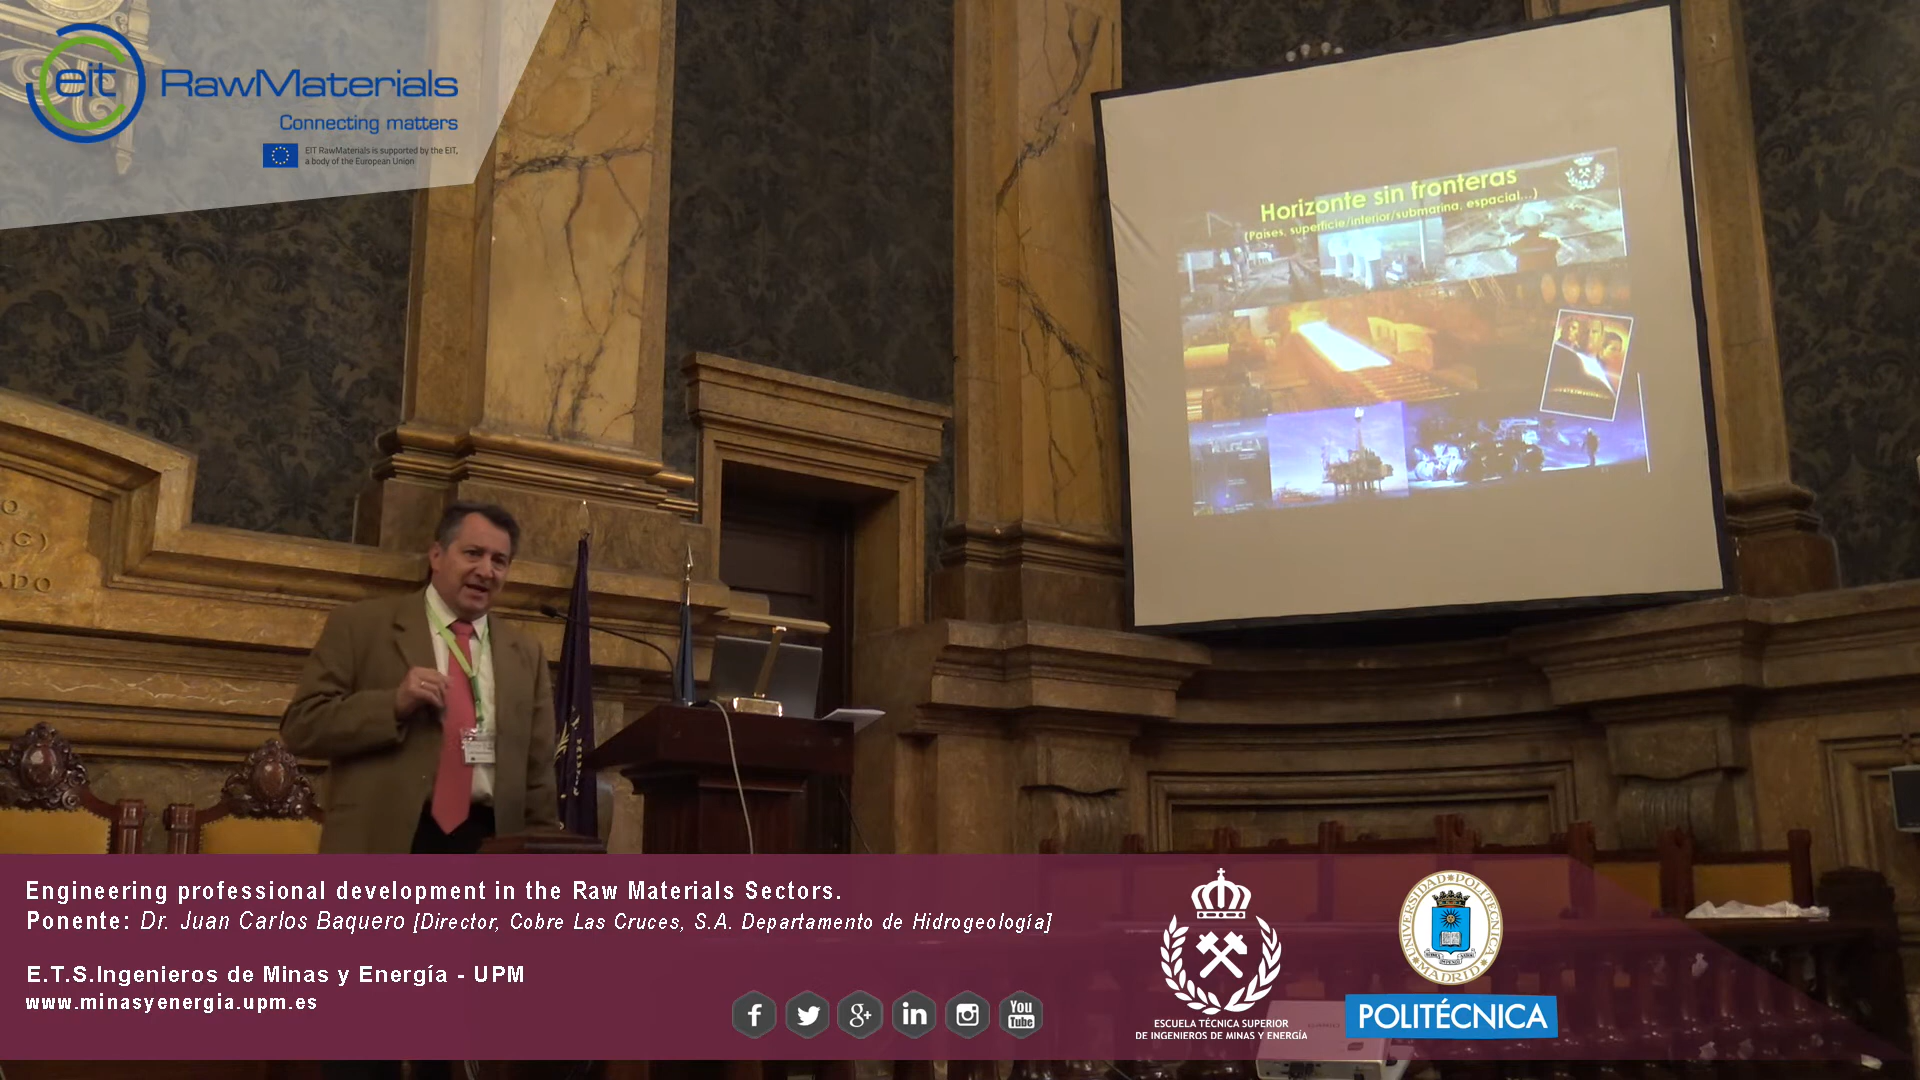 eit RawMaterials
Connecting matters
EIT RawMaterials is supported by the EIT,
a body of the European Union
Horizonte sin fronteras
(Países, superficie/interior/submarina, espacial...)
O
C)
ADO
Engineering professional development in the Raw Materials Sectors.
Ponente: Dr. Juan Carlos Baquero [Director, Cobre Las Cruces, S.A. Departamento de Hidrogeología]
E.T.S.Ingenieros de Minas y Energía - UPM
www.minasyenergia.upm.es
f
g+
in
You
Tube
ESCUELA TÉCNICA SUPERIOR
DE INGENIEROS DE MINAS Y ENERGÍA
UNIVERSIDAD POLITÉCNICA
MADRID
POLITÉCNICA